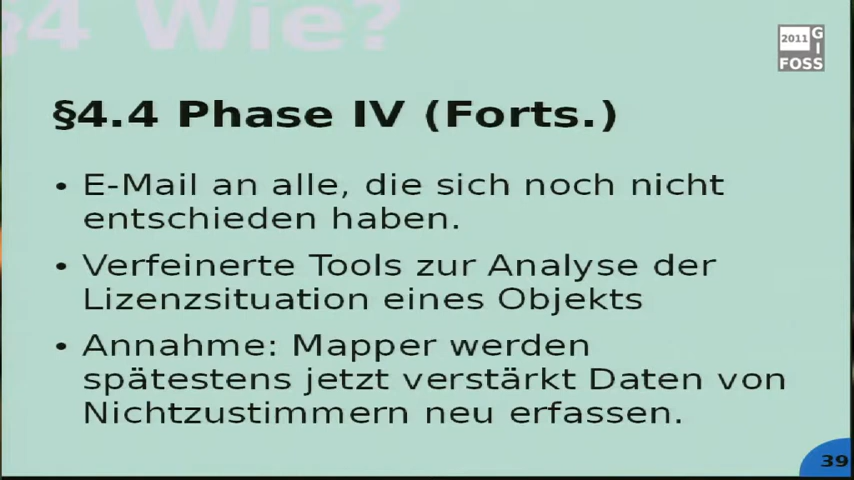 §4 Wie?
2011 G
I
FOSS
§4.4 Phase IV (Forts.)
• E-Mail an alle, die sich noch nicht
entschieden haben.
• Verfeinerte Tools zur Analyse der
Lizenzsituation eines Objekts
• Annahme: Mapper werden
spätestens jetzt verstärkt Daten von
Nichtzustimmern neu erfassen.
39